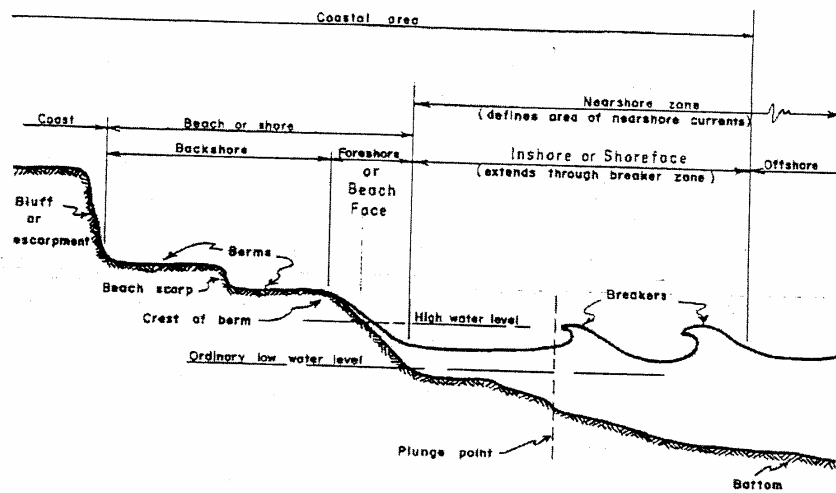 Coastal area
Nearshore zone
(defines area of nearshore currents)
Coast
Beach or shore
Backshore
Foreshore
or
Beach
Face
Inshore or Shoreface
(extends through breaker zone)
Offshore
Bluff
or
escarpment
Berms
Beach scarp
Crest of berm
High water level
Breakers
Ordinary low water level
Plunge point
Bottom